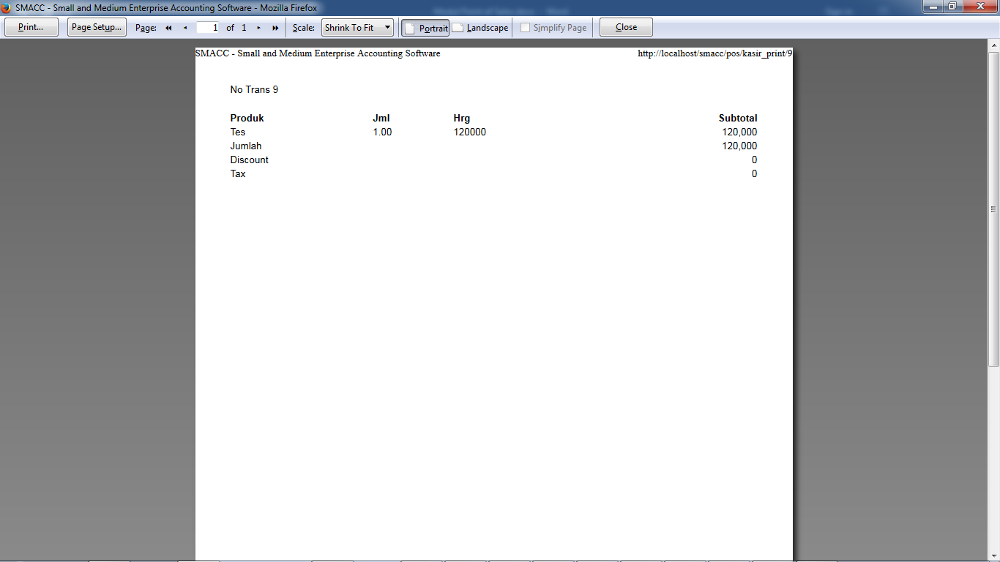 SMACC - Small and Medium Enterprise Accounting Software - Mozilla Firefox
Print... Page Setup... Page: 1 of 1 Scale: Shrink To Fit Portrait Landscape Simplify Page Close
SMACC - Small and Medium Enterprise Accounting Software http://localhost/smacc/pos/kasir_print/9
No Trans 9
Produk Jml Hrg Subtotal
Tes 1.00 120000 120,000
Jumlah 120,000
Discount 0
Tax 0